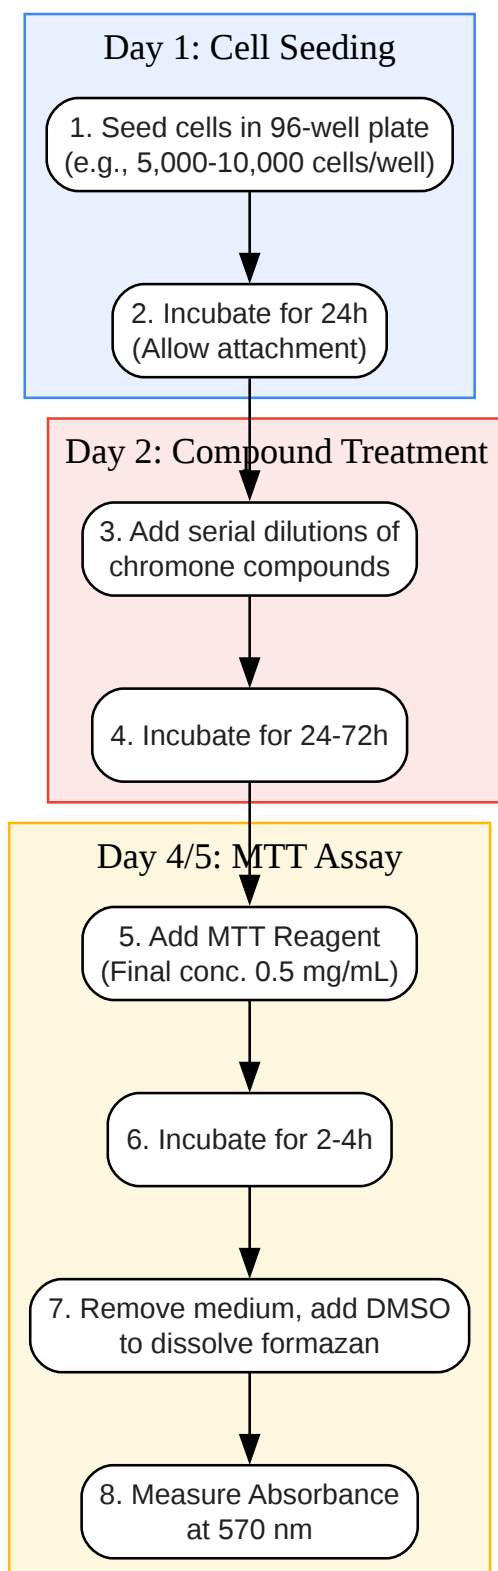 Day 1: Cell Seeding
1. Seed cells in 96-well plate
(e.g., 5,000-10,000 cells/well)
2. Incubate for 24h
(Allow attachment)
Day 2: Compound Treatment
3. Add serial dilutions of
chromone compounds
4. Incubate for 24-72h
Day 4/5: MTT Assay
5. Add MTT Reagent
(Final conc. 0.5 mg/mL)
6. Incubate for 2-4h
7. Remove medium, add DMSO
to dissolve formazan
8. Measure Absorbance
at 570 nm